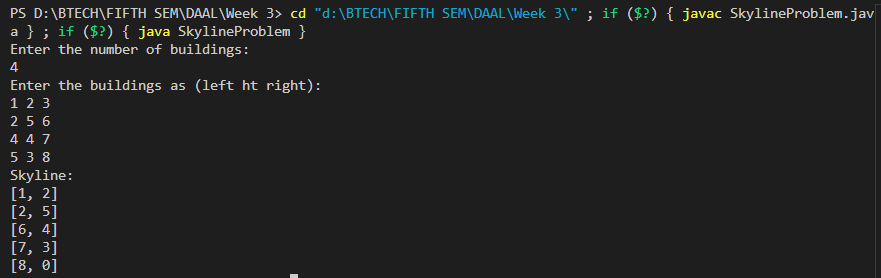 PS D:\BTECH\FIFTH SEM\DAAL\Week 3> cd "d:\BTECH\FIFTH SEM\DAAL\Week 3\" ; if ($?) { javac SkylineProblem.jav
a } ; if ($?) { java SkylineProblem }
Enter the number of buildings:
4
Enter the buildings as (left ht right):
1 2 3
2 5 6
4 4 7
5 3 8
Skyline:
[1, 2]
[2, 5]
[6, 4]
[7, 3]
[8, 0]